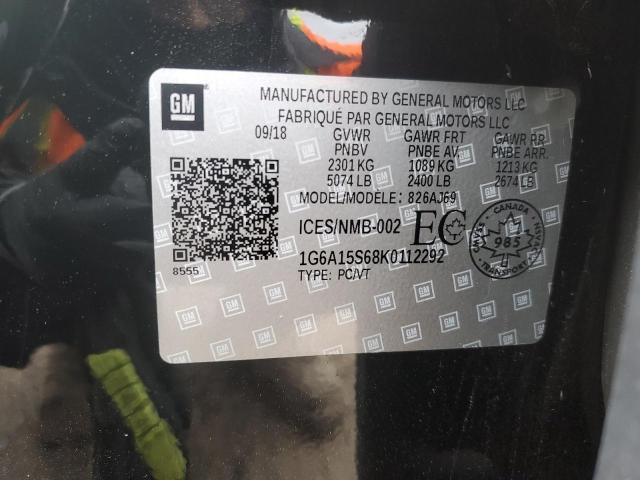 GM
MANUFACTURED BY GENERAL MOTORS LLC
FABRIQUÉ PAR GENERAL MOTORS LLC
09/18 GVWR GAWR FRT GAWR RR
PNBV PNBE AV PNBE ARR.
2301 KG 1089 KG 1213 KG
5074 LB 2400 LB 2674 LB
MODEL/MODELE: 826AJ69
ICES/NMB-002 EC
CANADA
985
1G6A15S68K0112292
TYPE: PC/VT
8555